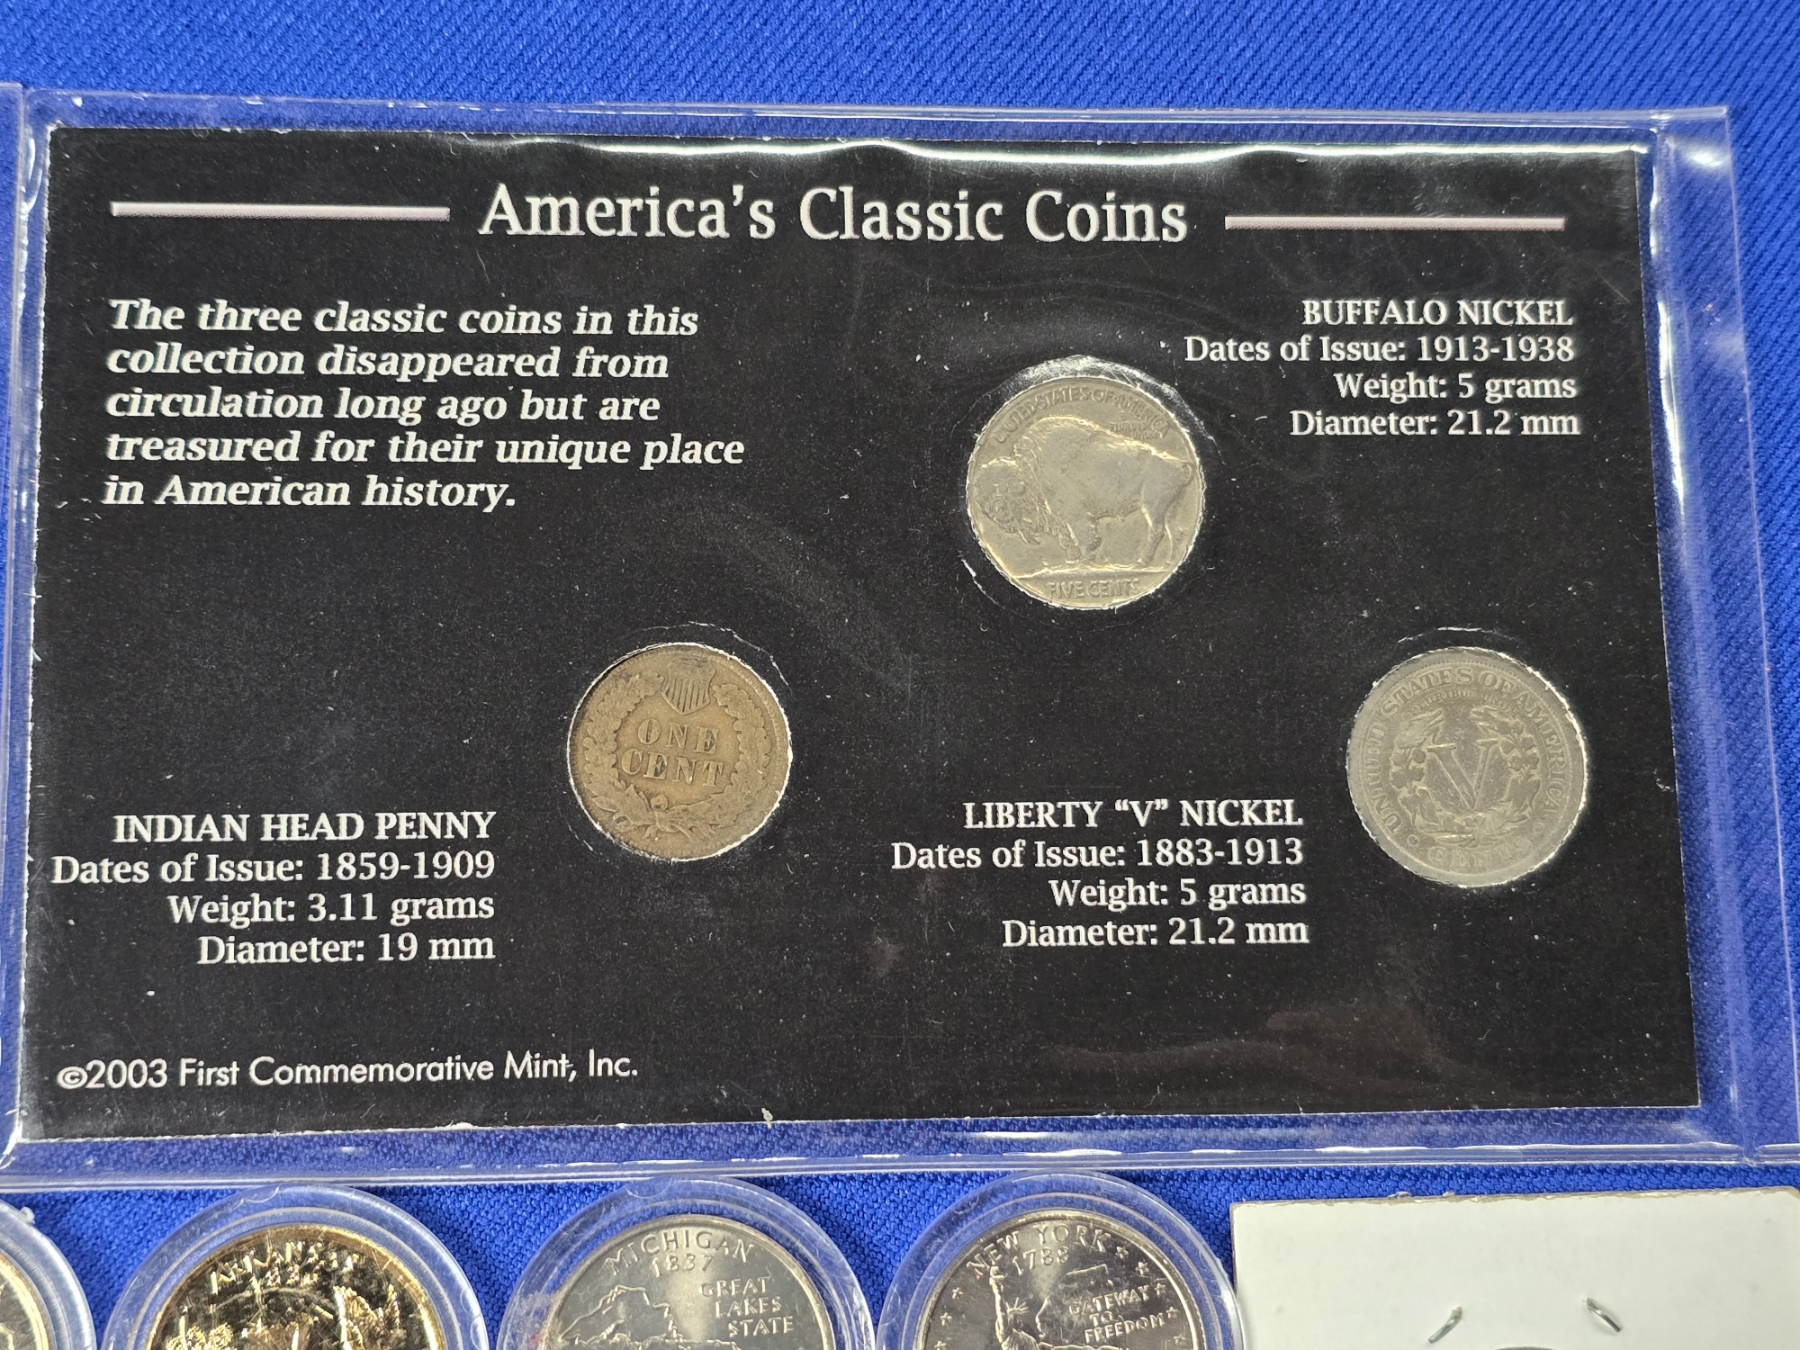 America's Classic Coins
The three classic coins in this
collection disappeared from
circulation long ago but are
treasured for their unique place
in American history.
BUFFALO NICKEL
Dates of Issue: 1913-1938
Weight: 5 grams
Diameter: 21.2 mm
UNITED STATES OF AMERICA
FIVE CENTS
ONE
CENT
INDIAN HEAD PENNY
Dates of Issue: 1859-1909
Weight: 3.11 grams
Diameter: 19 mm
LIBERTY “V” NICKEL
Dates of Issue: 1883-1913
Weight: 5 grams
Diameter: 21.2 mm
UNITED STATES OF AMERICA
V
CENTS
©2003 First Commemorative Mint, Inc.
ARKANSAS
MICHIGAN
1837
GREAT
LAKES
STATE
NEW YORK
1788
GATEWAY
TO
FREEDOM